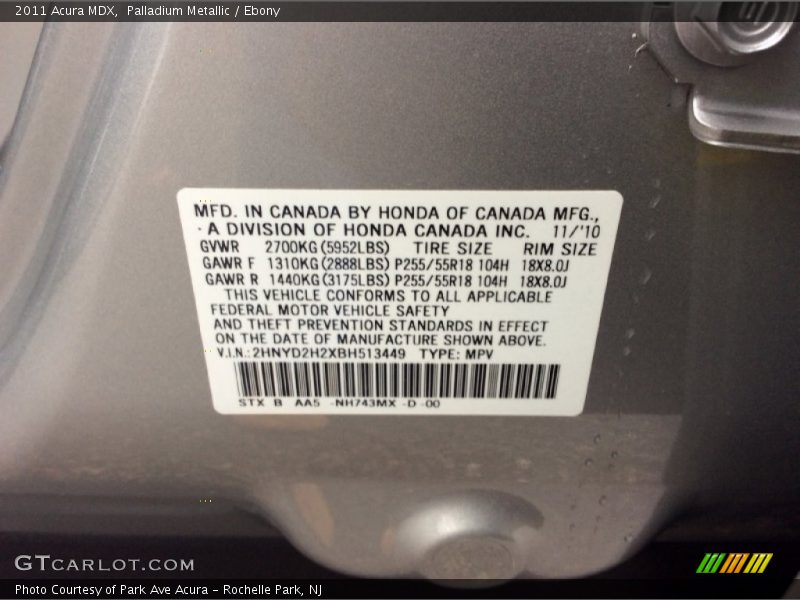 2011 Acura MDX, Palladium Metallic / Ebony
MFD. IN CANADA BY HONDA OF CANADA MFG.,
A DIVISION OF HONDA CANADA INC. 11/'10
GVWR 2700KG(5952LBS) TIRE SIZE RIM SIZE
GAWR F 1310KG(2888LBS) P255/55R18 104H 18X8.0J
GAWR R 1440KG(3175LBS) P255/55R18 104H 18X8.0J
THIS VEHICLE CONFORMS TO ALL APPLICABLE
FEDERAL MOTOR VEHICLE SAFETY
AND THEFT PREVENTION STANDARDS IN EFFECT
ON THE DATE OF MANUFACTURE SHOWN ABOVE.
V.I.N.: 2HNYD2H2XBH513449 TYPE: MPV
STX B AA5 -NH743MX -D -00
GTCARLOT.COM
Photo Courtesy of Park Ave Acura - Rochelle Park, NJ